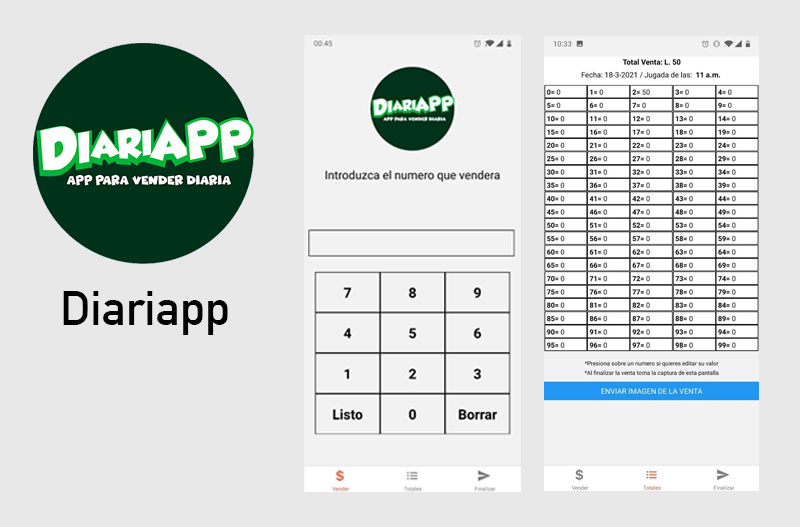 DiariAPP
APP PARA VENDER DIARIA
Diariapp
00:45
DiariAPP
APP PARA VENDER DIARIA
Introduzca el numero que vendera
7 8 9
4 5 6
1 2 3
Listo 0 Borrar
$ Vender Totales Finalizar
10:33
Total Venta: L. 50
Fecha: 18-3-2021 / Jugada de las: 11 a.m.
0= 0 1= 0 2= 50 3= 0 4= 0
5= 0 6= 0 7= 0 8= 0 9= 0
10= 0 11= 0 12= 0 13= 0 14= 0
15= 0 16= 0 17= 0 18= 0 19= 0
20= 0 21= 0 22= 0 23= 0 24= 0
25= 0 26= 0 27= 0 28= 0 29= 0
30= 0 31= 0 32= 0 33= 0 34= 0
35= 0 36= 0 37= 0 38= 0 39= 0
40= 0 41= 0 42= 0 43= 0 44= 0
45= 0 46= 0 47= 0 48= 0 49= 0
50= 0 51= 0 52= 0 53= 0 54= 0
55= 0 56= 0 57= 0 58= 0 59= 0
60= 0 61= 0 62= 0 63= 0 64= 0
65= 0 66= 0 67= 0 68= 0 69= 0
70= 0 71= 0 72= 0 73= 0 74= 0
75= 0 76= 0 77= 0 78= 0 79= 0
80= 0 81= 0 82= 0 83= 0 84= 0
85= 0 86= 0 87= 0 88= 0 89= 0
90= 0 91= 0 92= 0 93= 0 94= 0
95= 0 96= 0 97= 0 98= 0 99= 0
*Presiona sobre un numero si quieres editar su valor
*Al finalizar la venta toma la captura de esta pantalla
ENVIAR IMAGEN DE LA VENTA
$ Vender Totales Finalizar